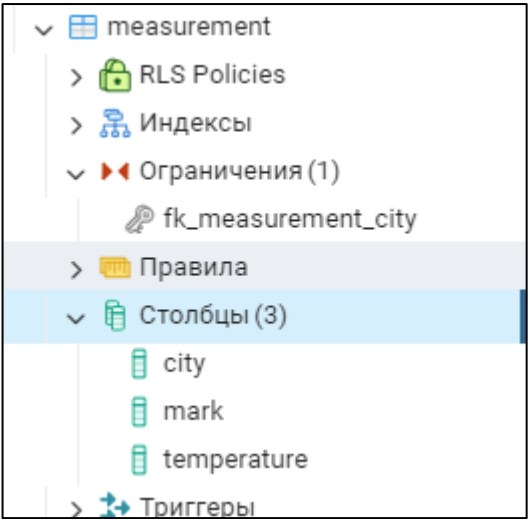 measurement
RLS Policies
Индексы
Ограничения (1)
fk_measurement_city
Правила
Столбцы (3)
city
mark
temperature
Триггеры